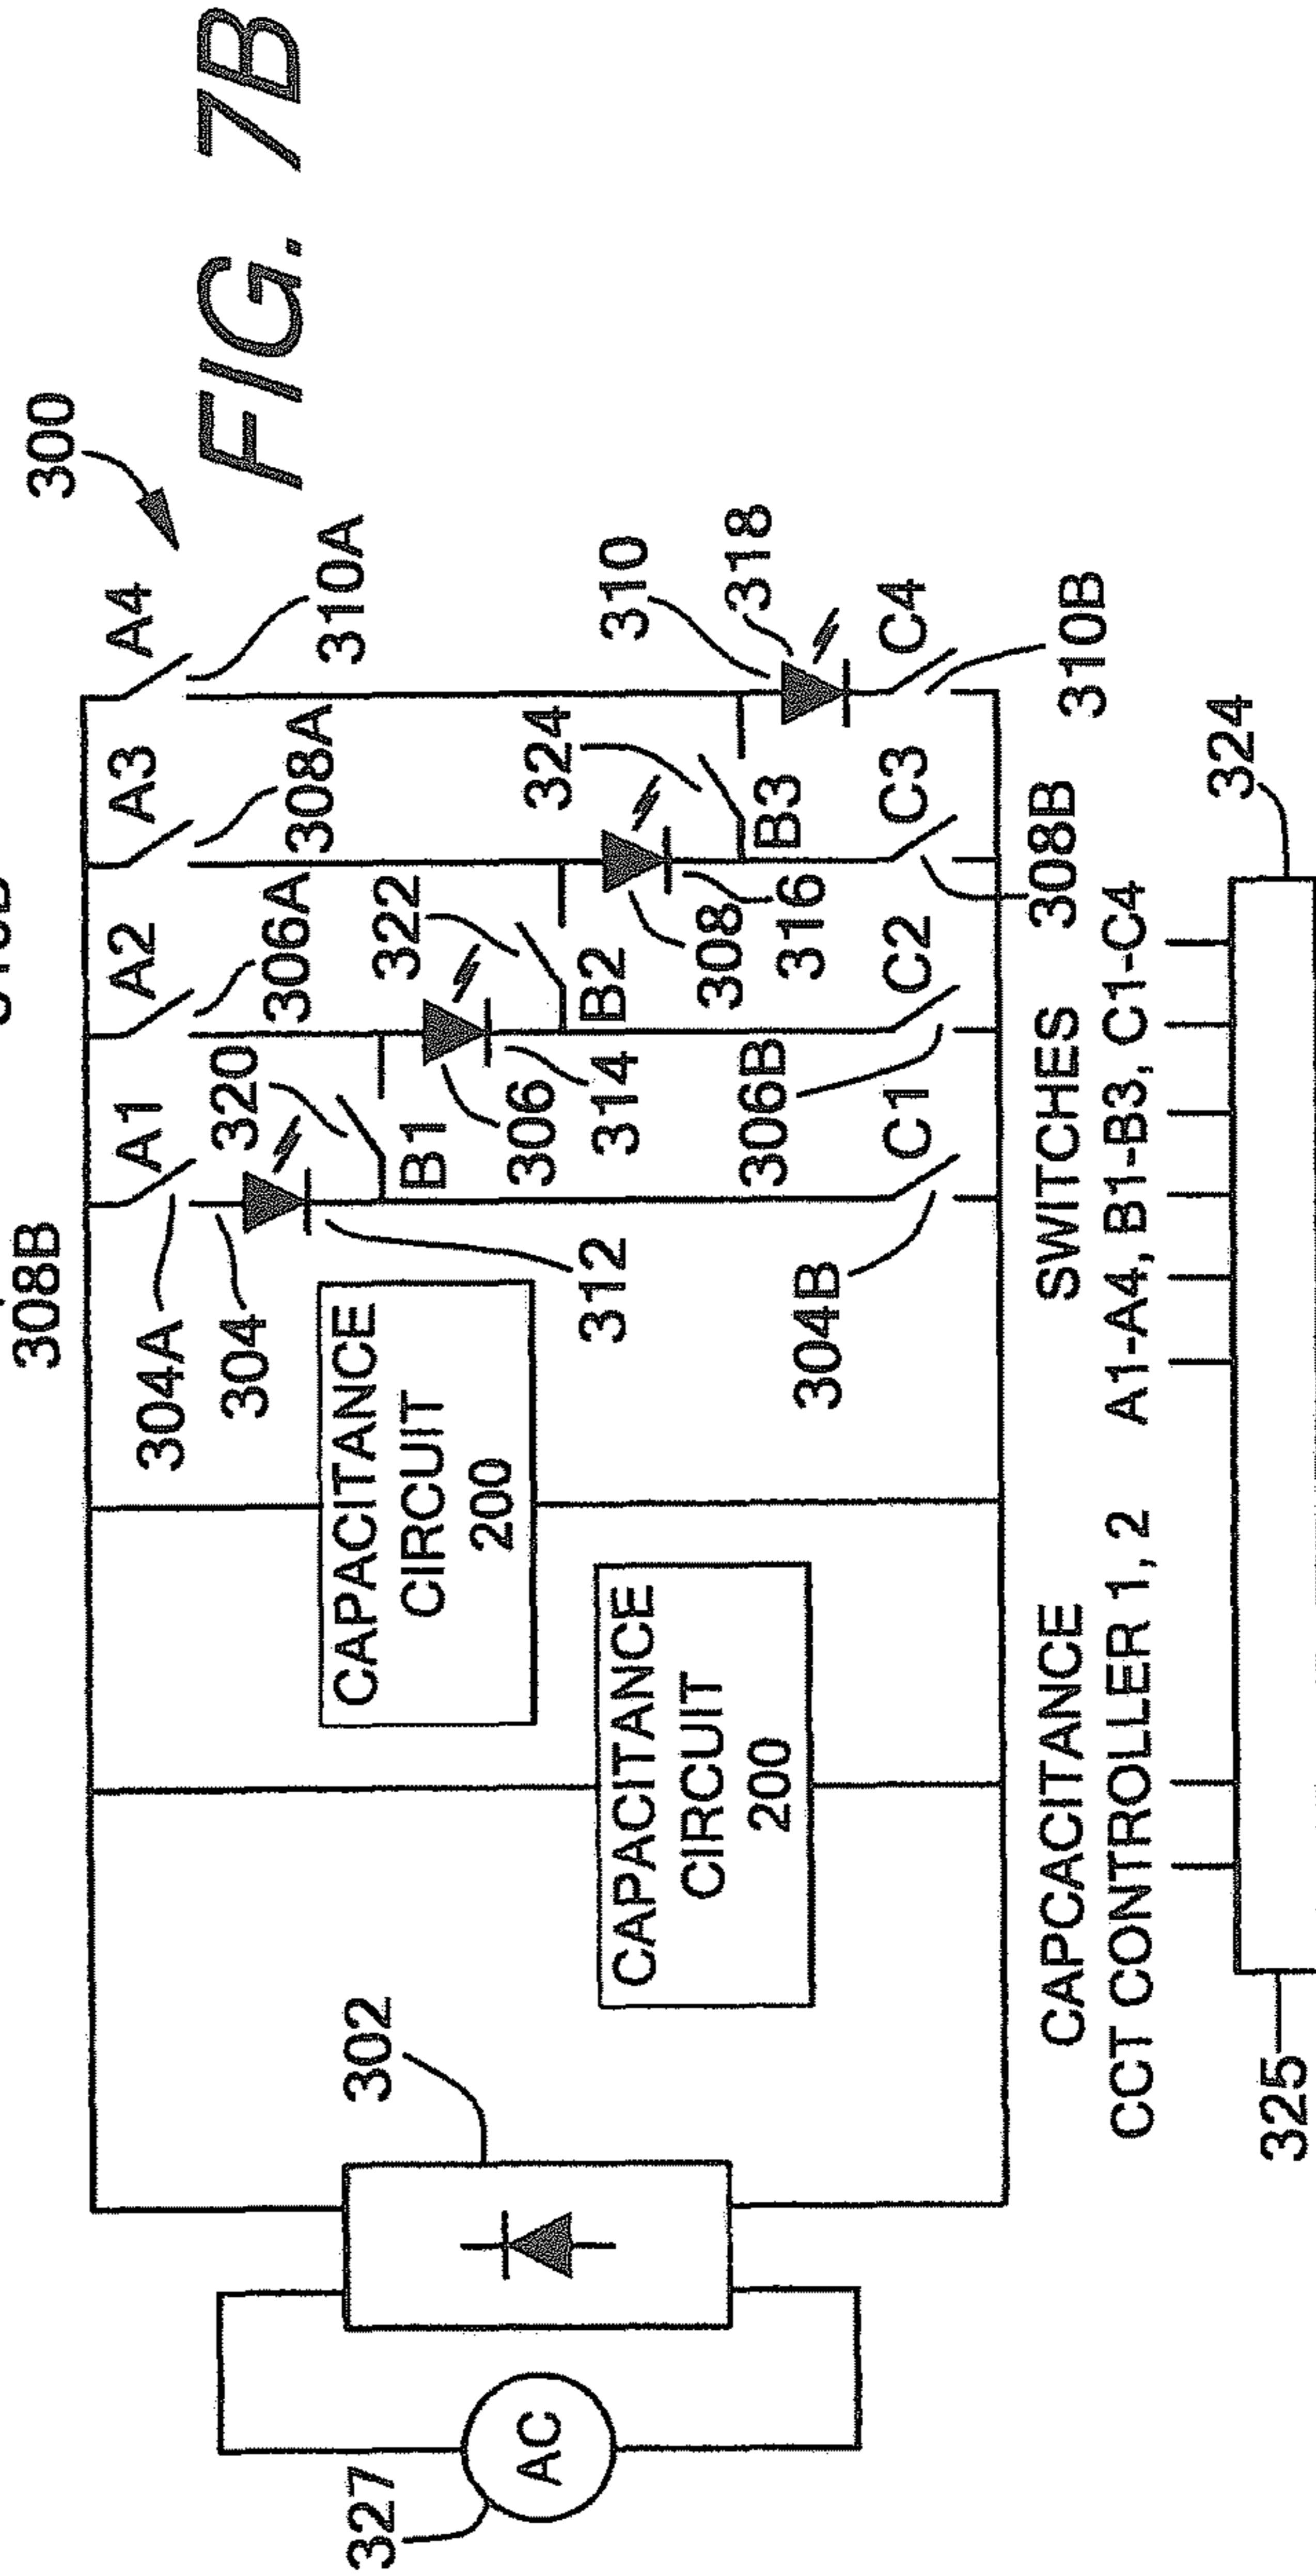 308B
300
FIG. 7B
A1
A2
A3
A4
304A
304
320
306A
322
308A
324
310A
310
318
CAPACITANCE
CIRCUIT
200
CAPACITANCE
CIRCUIT
200
302
327
AC
312
B1
306
314
B2
308
316
B3
304B
C1
306B
C2
C3
C4
308B
310B
CAPCACITANCE
CCT CONTROLLER 1, 2
SWITCHES
A1-A4, B1-B3, C1-C4
325
324